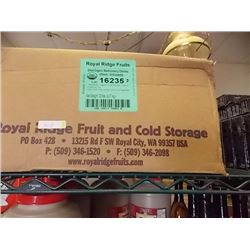 Royal Ridge Fruits
16235
Royal Ridge Fruit and Cold Storage
PO Box 428 • 13215 Rd F SW Royal City, WA 99357 USA
P: (509) 346-1520 • F: (509) 346-2098
www.royalridgefruits.com